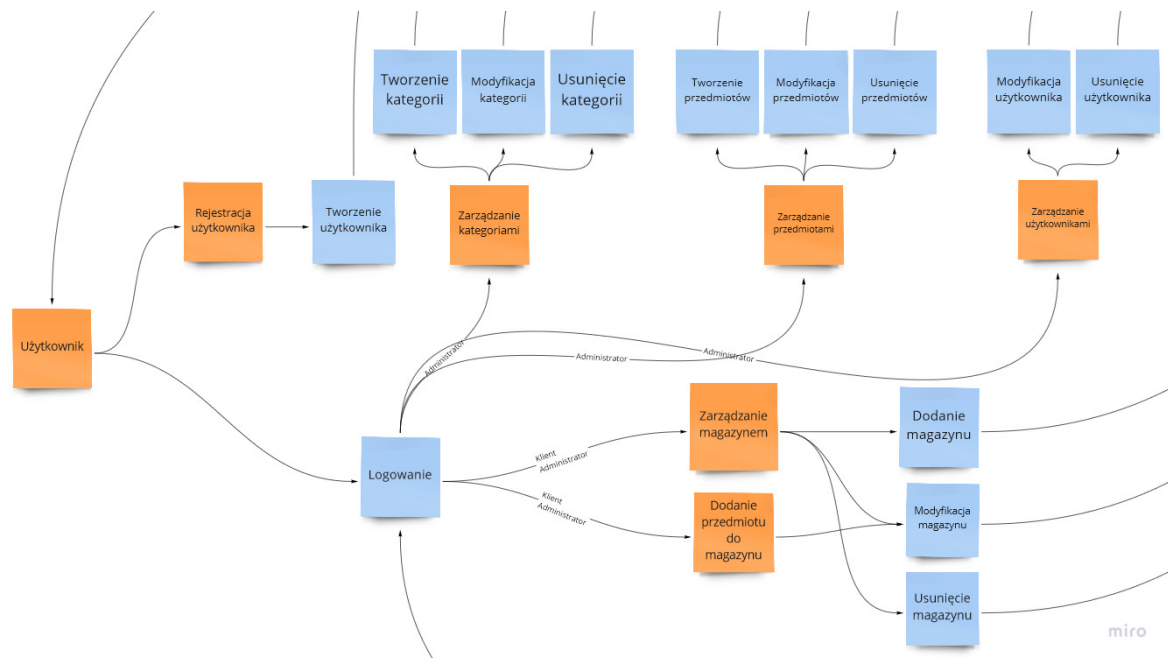 Tworzenie
kategorii
Modyfikacja
kategorii
Usunięcie
kategorii
Tworzenie
przedmiotów
Modyfikacja
przedmiotów
Usunięcie
przedmiotów
Modyfikacja
użytkownika
Usunięcie
użytkownika
Rejestracja
użytkownika
Tworzenie
użytkownika
Zarządzanie
kategoriami
Zarządzanie
przedmiotami
Zarządzanie
użytkownikami
Użytkownik
Administrator
Administrator
Administrator
Zarządzanie
magazynem
Dodanie
magazynu
Logowanie
Klient
Administrator
Klient
Administrator
Dodanie
przedmiotu
do
magazynu
Modyfikacja
magazynu
Usunięcie
magazynu
miro